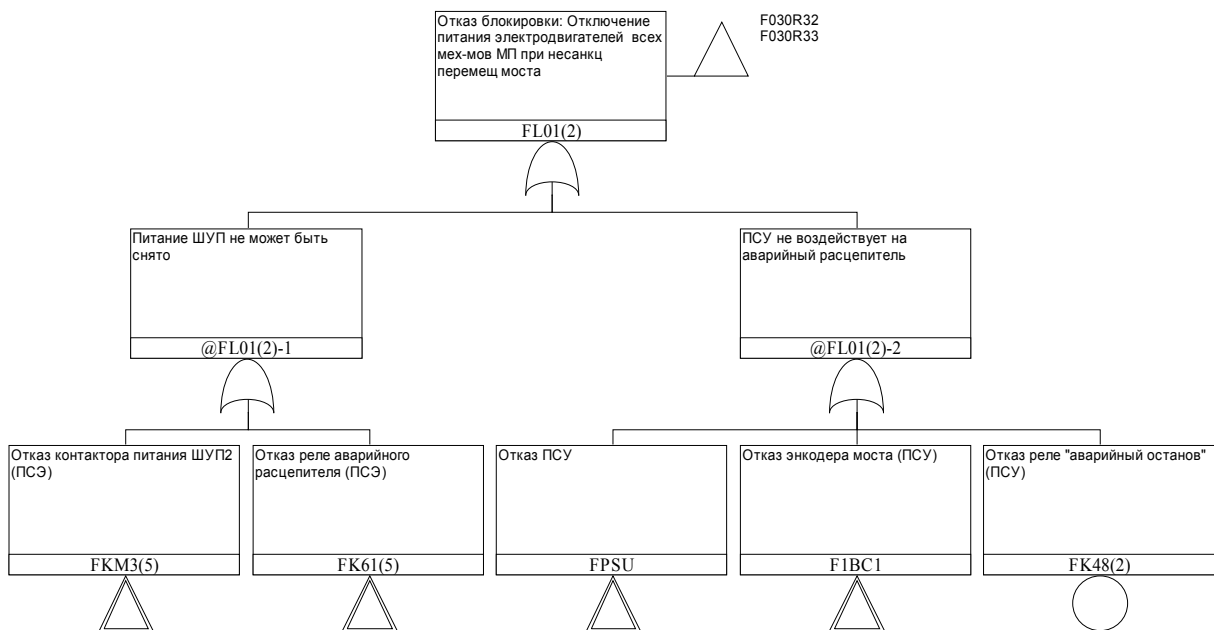 Отказ блокировки: Отключение
питания электродвигателей всех
мех-мов МП при несанкц
перемещ моста
FL01(2)
F030R32
F030R33
Питание ШУП не может быть
снято
@FL01(2)-1
ПСУ не воздействует на
аварийный расцепитель
@FL01(2)-2
Отказ контактора питания ШУП2
(ПСЭ)
FKM3(5)
Отказ реле аварийного
расцепителя (ПСЭ)
FK61(5)
Отказ ПСУ
FPSU
Отказ энкодера моста (ПСУ)
F1BC1
Отказ реле "аварийный останов"
(ПСУ)
FK48(2)